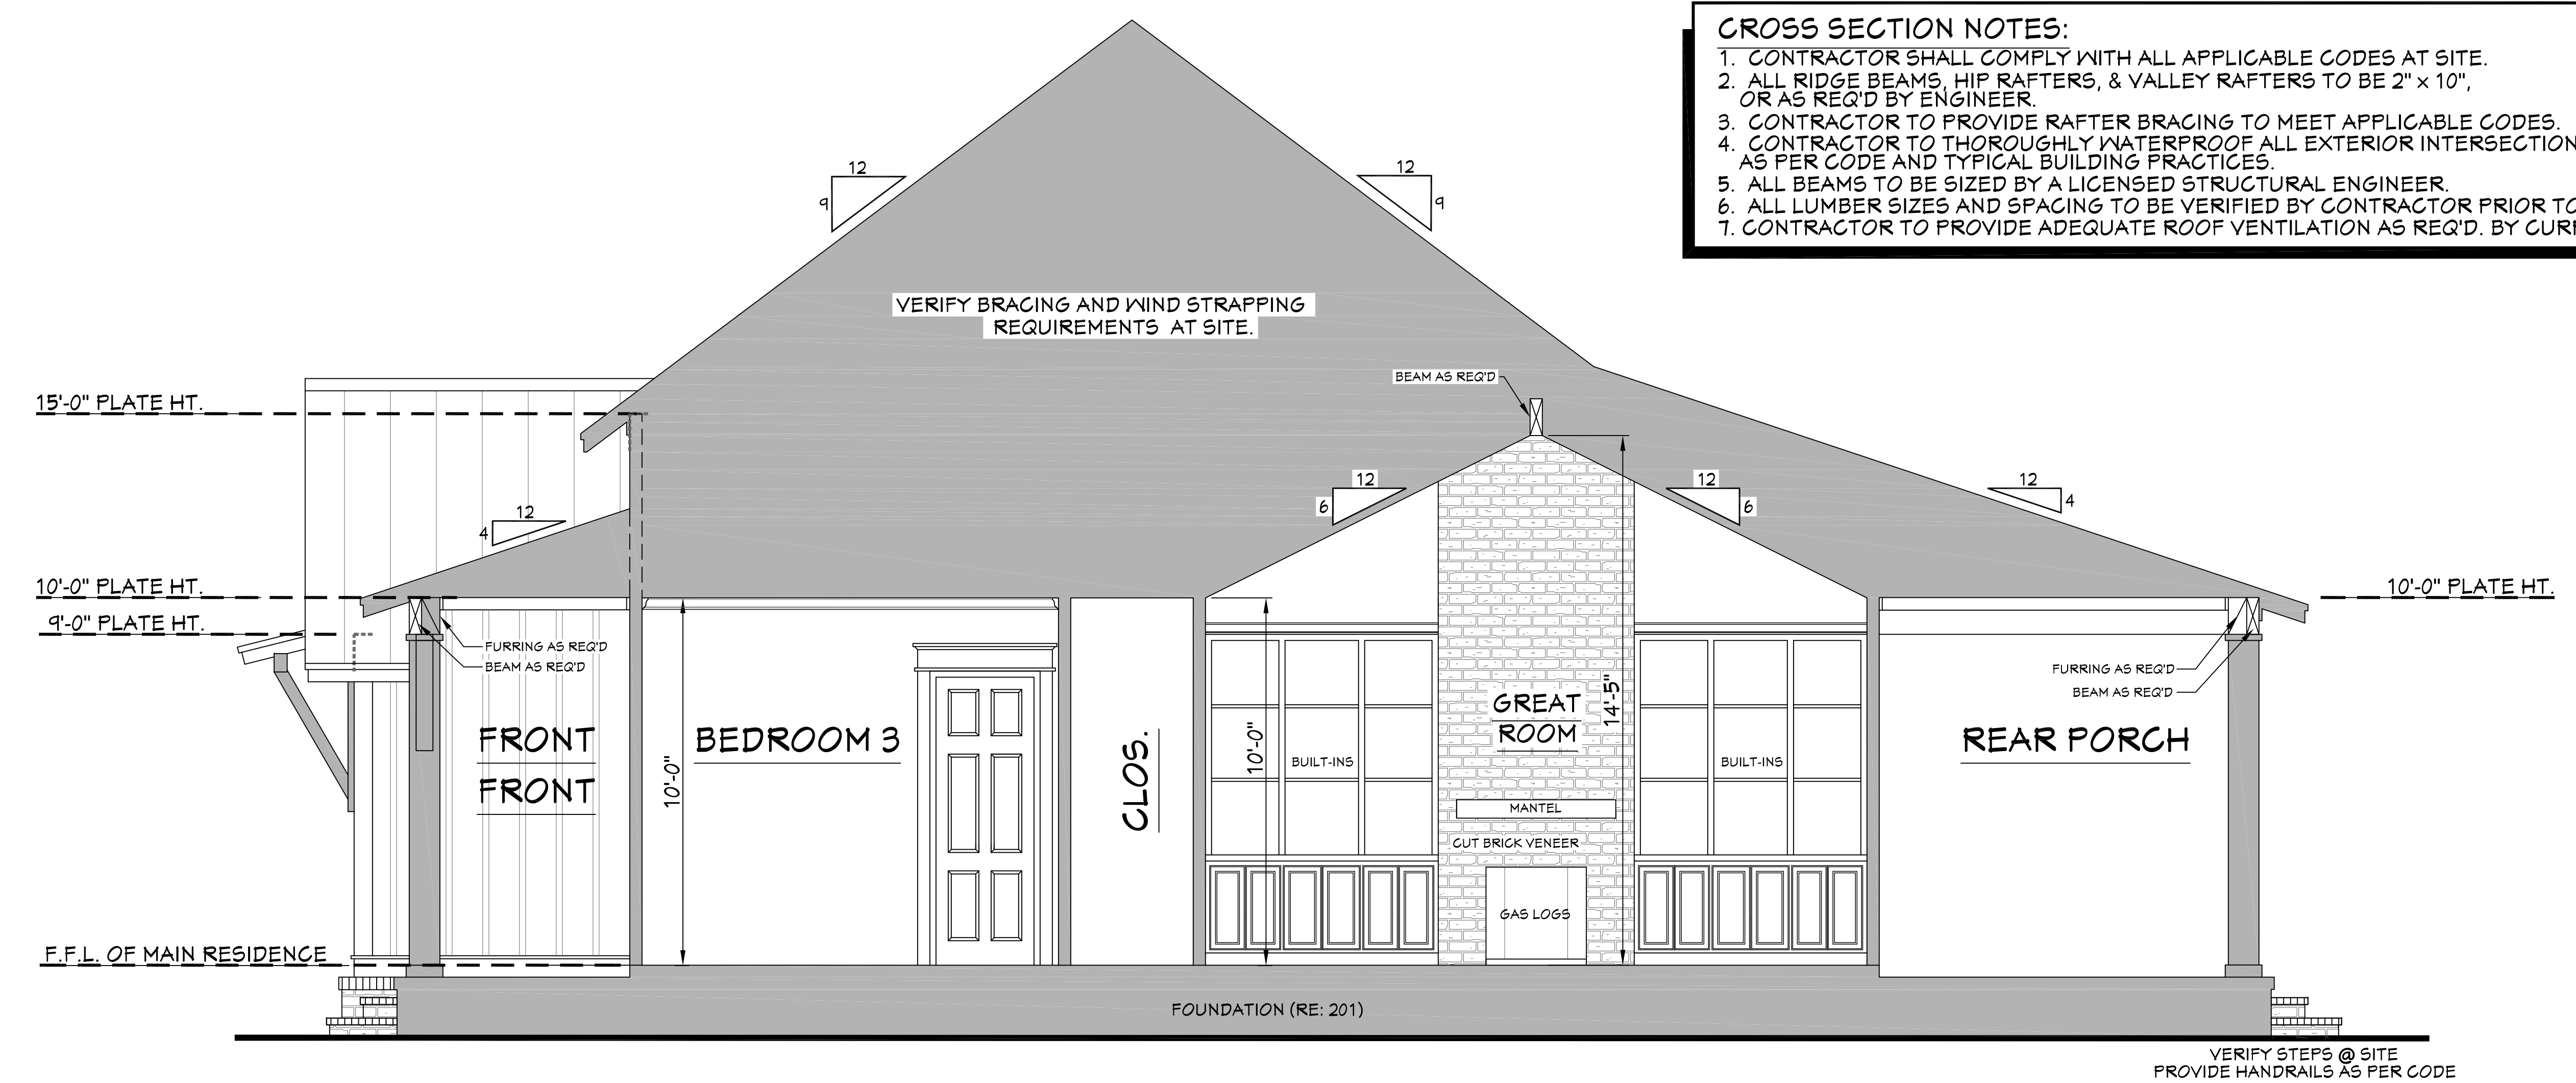 CROSS SECTION NOTES:
1. CONTRACTOR SHALL COMPLY WITH ALL APPLICABLE CODES AT SITE.
2. ALL RIDGE BEAMS, HIP RAFTERS, & VALLEY RAFTERS TO BE 2" x 10",
OR AS REQ'D BY ENGINEER.
3. CONTRACTOR TO PROVIDE RAFTER BRACING TO MEET APPLICABLE CODES.
4. CONTRACTOR TO THOROUGHLY WATERPROOF ALL EXTERIOR INTERSECTION
AS PER CODE AND TYPICAL BUILDING PRACTICES.
5. ALL BEAMS TO BE SIZED BY A LICENSED STRUCTURAL ENGINEER.
6. ALL LUMBER SIZES AND SPACING TO BE VERIFIED BY CONTRACTOR PRIOR TO
7. CONTRACTOR TO PROVIDE ADEQUATE ROOF VENTILATION AS REQ'D. BY
12
9
12
9
VERIFY BRACING AND WIND STRAPPING
REQUIREMENTS AT SITE.
BEAM AS REQ'D
15'-0" PLATE HT.
12
4
12
6
12
6
12
4
10'-0" PLATE HT.
10'-0" PLATE HT.
9'-0" PLATE HT.
FURRING AS REQ'D
BEAM AS REQ'D
FURRING AS REQ'D
BEAM AS REQ'D
FRONT
FRONT
BEDROOM 3
10'-0"
CLOS.
10'-0"
BUILT-INS
GREAT
ROOM
14'-5"
BUILT-INS
REAR PORCH
MANTEL
CUT BRICK VENEER
GAS LOGS
F.F.L. OF MAIN RESIDENCE
FOUNDATION (RE: 201)
VERIFY STEPS @ SITE
PROVIDE HANDRAILS AS PER CODE